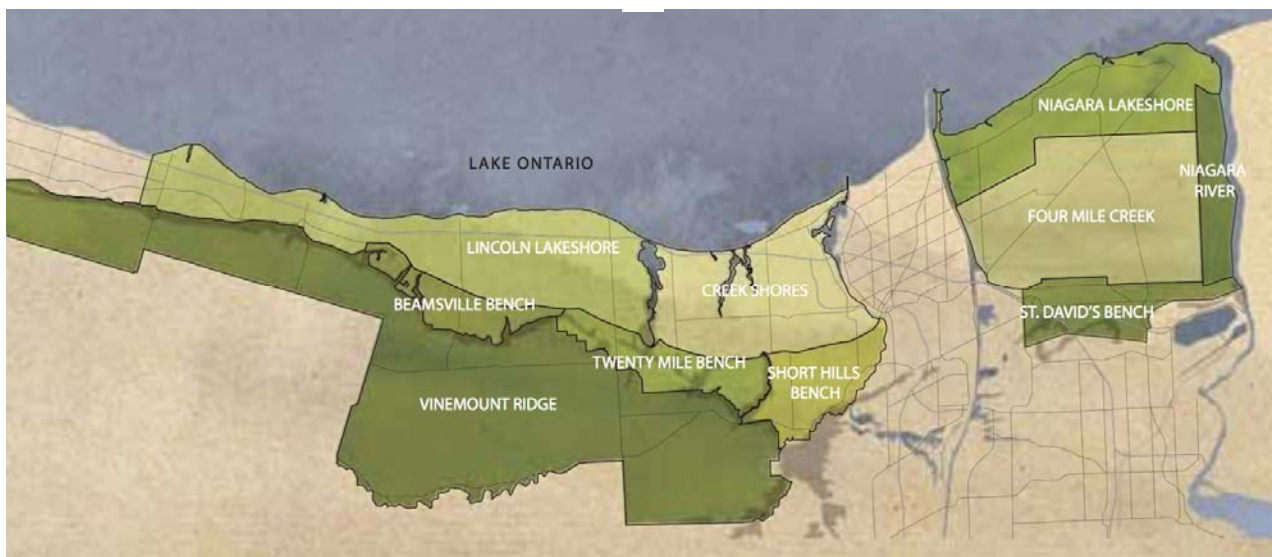 NIAGARA LAKESHORE
LAKE ONTARIO
NIAGARA
RIVER
FOUR MILE CREEK
LINCOLN LAKESHORE
CREEK SHORES
BEAMSVILLE BENCH
ST. DAVID'S BENCH
TWENTY MILE BENCH
SHORT HILLS
BENCH
VINEMOUNT RIDGE